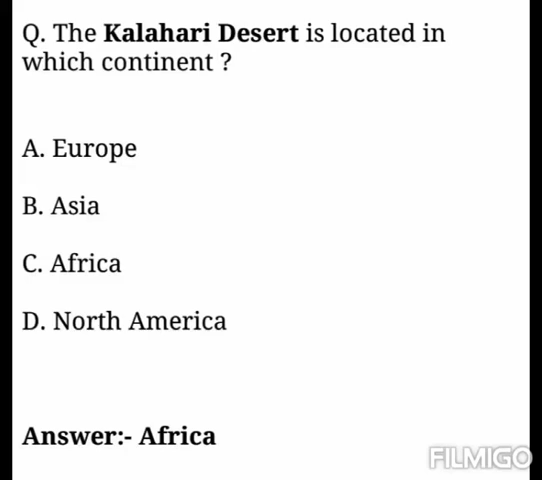 Q. The Kalahari Desert is located in
which continent ?
A. Europe
B. Asia
C. Africa
D. North America
Answer:- Africa
FILMIGO